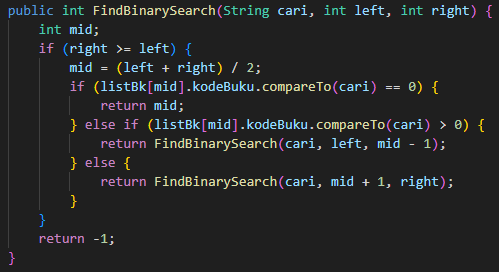 public int FindBinarySearch(String cari, int left, int right) {
    int mid;
    if (right >= left) {
        mid = (left + right) / 2;
        if (listBk[mid].kodeBuku.compareTo(cari) == 0) {
            return mid;
        } else if (listBk[mid].kodeBuku.compareTo(cari) > 0) {
            return FindBinarySearch(cari, left, mid - 1);
        } else {
            return FindBinarySearch(cari, mid + 1, right);
        }
    }
    return -1;
}